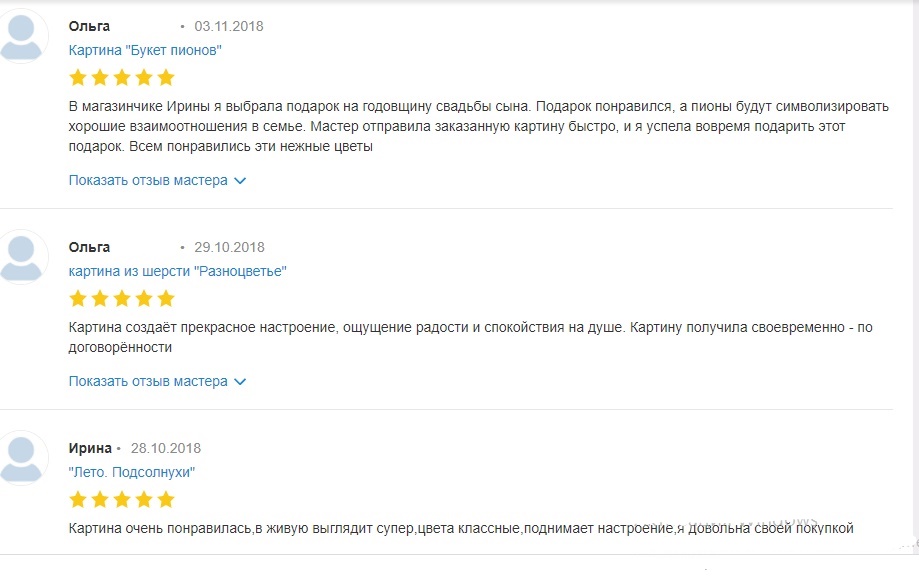 Ольга • 03.11.2018
Картина "Букет пионов"
В магазинчике Ирины я выбрала подарок на годовщину свадьбы сына. Подарок понравился, а пионы будут символизировать
хорошие взаимоотношения в семье. Мастер отправила заказанную картину быстро, и я успела вовремя подарить этот
подарок. Всем понравились эти нежные цветы
Показать отзыв мастера
Ольга • 29.10.2018
картина из шерсти "Разноцветье"
Картина создаёт прекрасное настроение, ощущение радости и спокойствия на душе. Картину получила своевременно - по
договорённости
Показать отзыв мастера
Ирина • 28.10.2018
"Лето. Подсолнухи"
Картина очень понравилась,в живую выглядит супер,цвета классные,поднимает настроение,я довольна своей покупкой